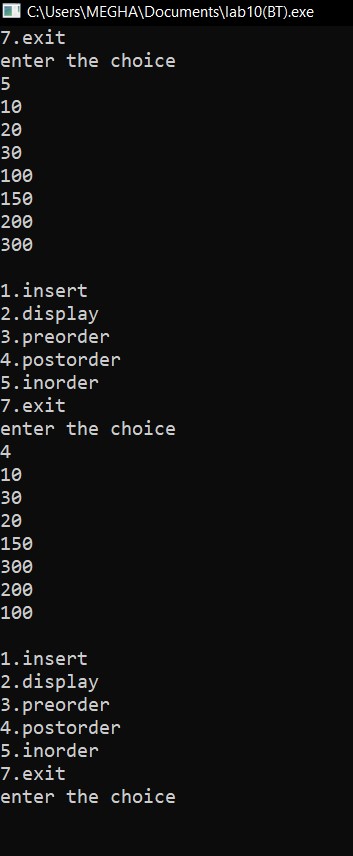 C:\Users\MEGHA\Documents\lab10(BT).exe
7.exit
enter the choice
5
10
20
30
100
150
200
300
1.insert
2.display
3.preorder
4.postorder
5.inorder
7.exit
enter the choice
4
10
30
20
150
300
200
100
1.insert
2.display
3.preorder
4.postorder
5.inorder
7.exit
enter the choice